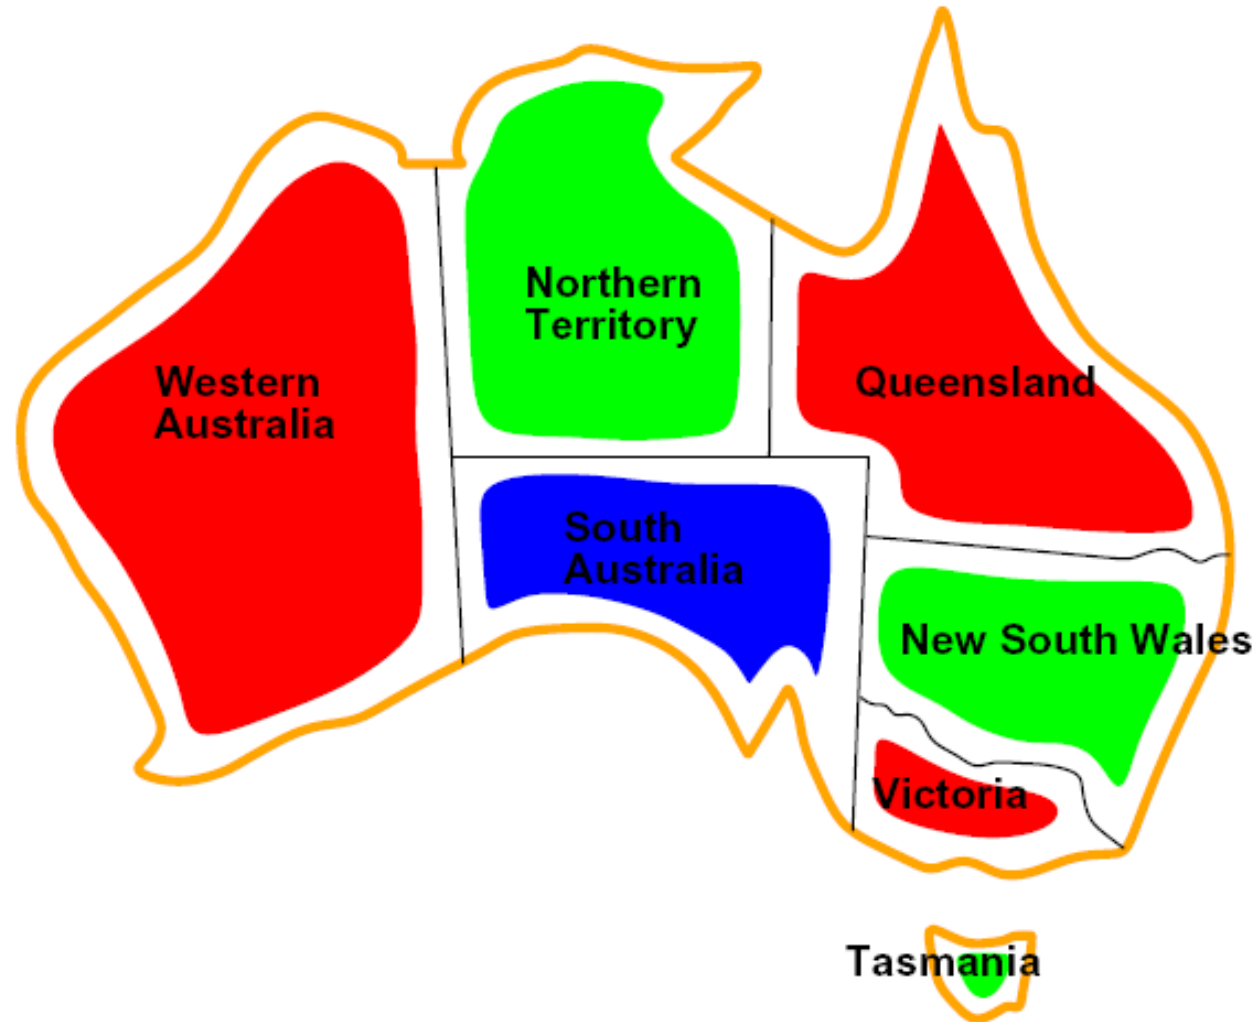 Northern
Territory
Western
Australia
Queensland
South
Australia
New South Wales
Victoria
Tasmania